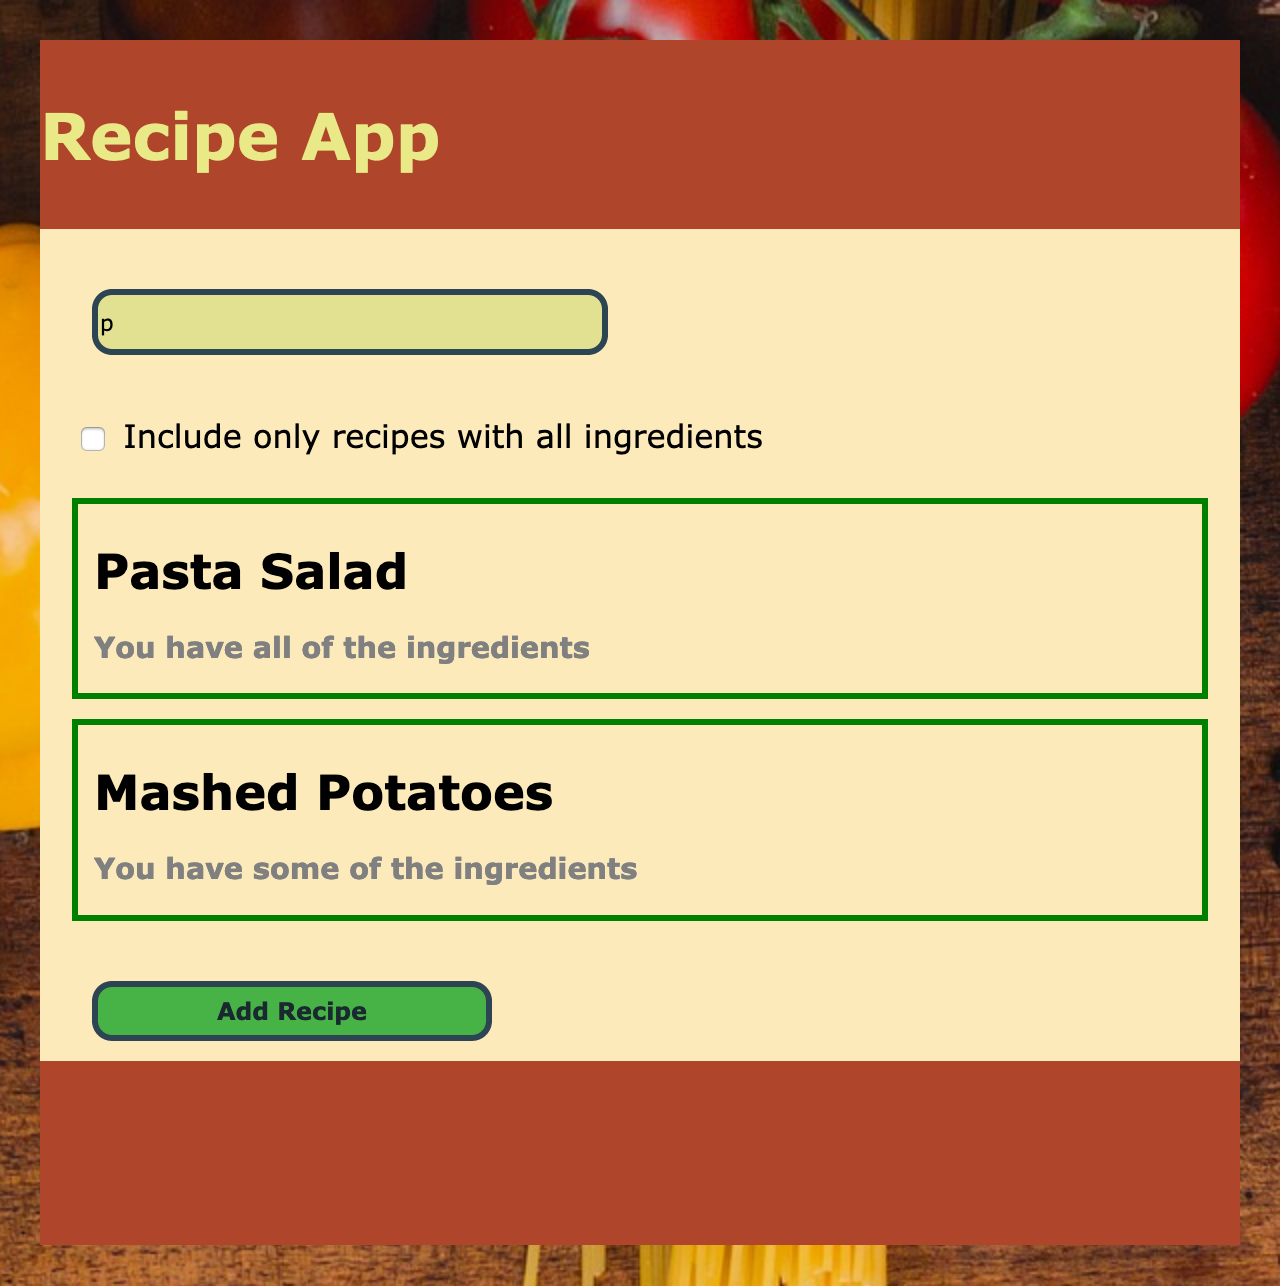 Recipe App
p
Include only recipes with all ingredients
Pasta Salad
You have all of the ingredients
Mashed Potatoes
You have some of the ingredients
Add Recipe